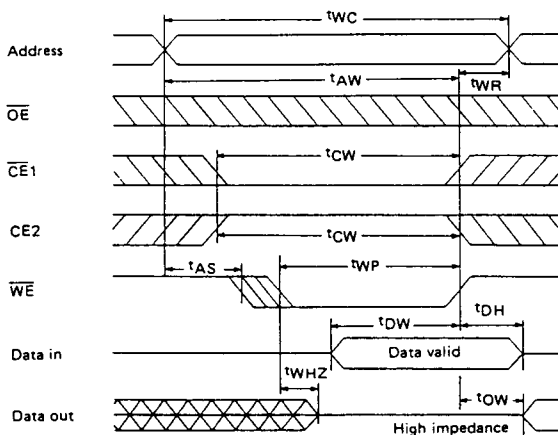 tWC
Address
tAW
tWR
OE
tCW
CE1
CE2
tCW
tAS
tWP
WE
tDW
tDH
Data in
Data valid
tWHZ
tOW
Data out
High impedance